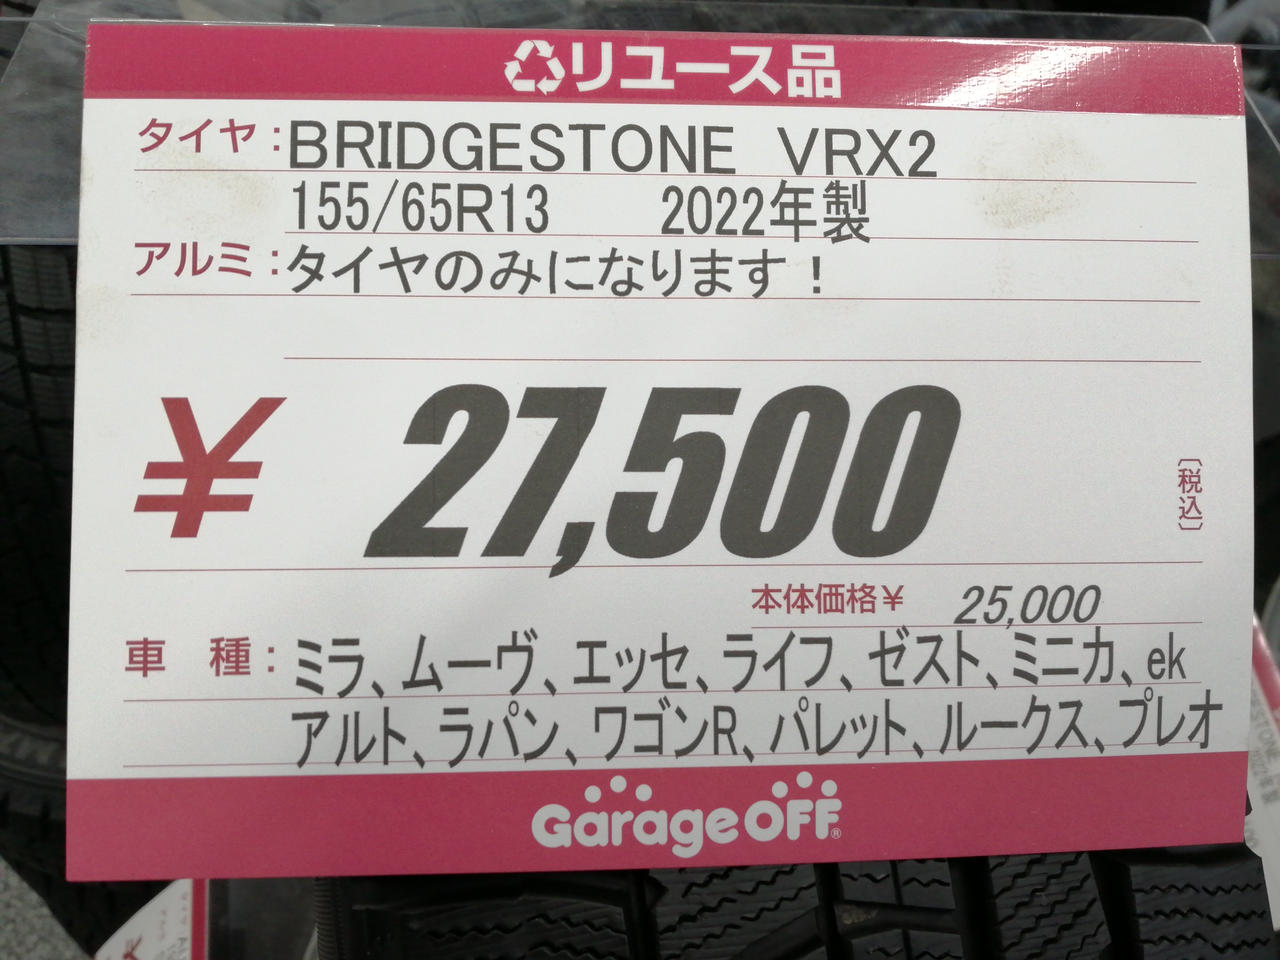 リユース品
タイヤ:BRIDGESTONE VRX2
155/65R13 2022年製
アルミ:タイヤのみになります!
¥27,500
〔税込〕
本体価格¥ 25,000
車種:ミラ、ムーヴ、エッセ、ライフ、ゼスト、ミニカ、ek
アルト、ラパン、ワゴンR、パレット、ルークス、プレオ
Garage OFF®